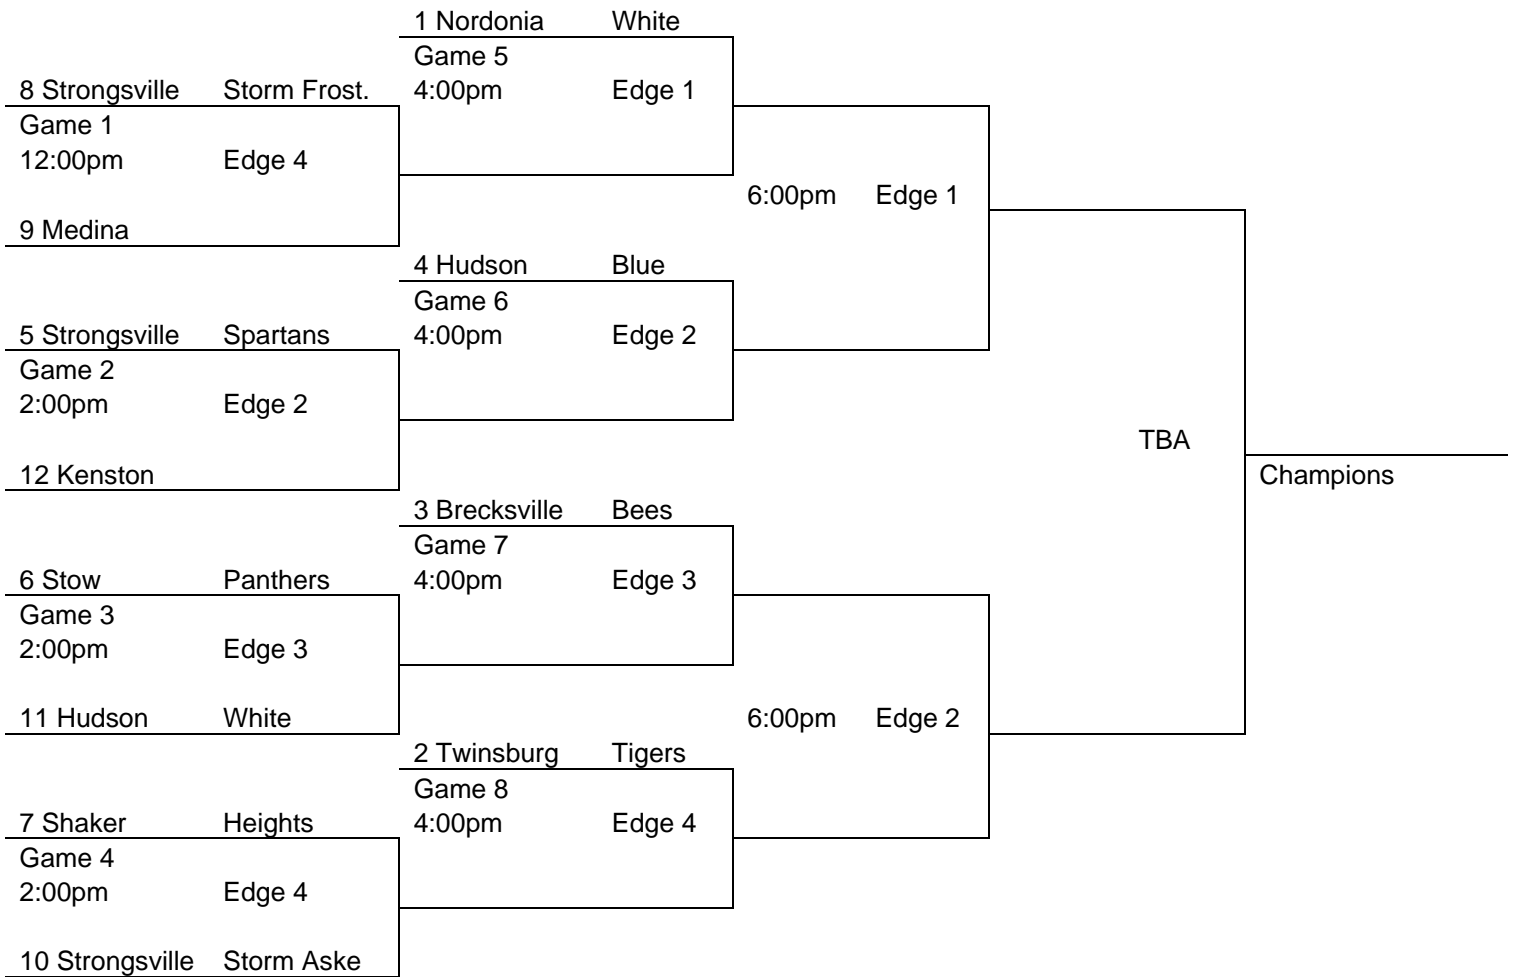 1 Nordonia White
Game 5
8 Strongsville Storm Frost. 4:00pm Edge 1
Game 1
12:00pm Edge 4
6:00pm Edge 1
9 Medina
4 Hudson Blue
Game 6
5 Strongsville Spartans 4:00pm Edge 2
Game 2
2:00pm Edge 2
TBA
12 Kenston Champions
3 Brecksville Bees
Game 7
6 Stow Panthers 4:00pm Edge 3
Game 3
2:00pm Edge 3
11 Hudson White 6:00pm Edge 2
2 Twinsburg Tigers
Game 8
7 Shaker Heights 4:00pm Edge 4
Game 4
2:00pm Edge 4
10 Strongsville Storm Aske